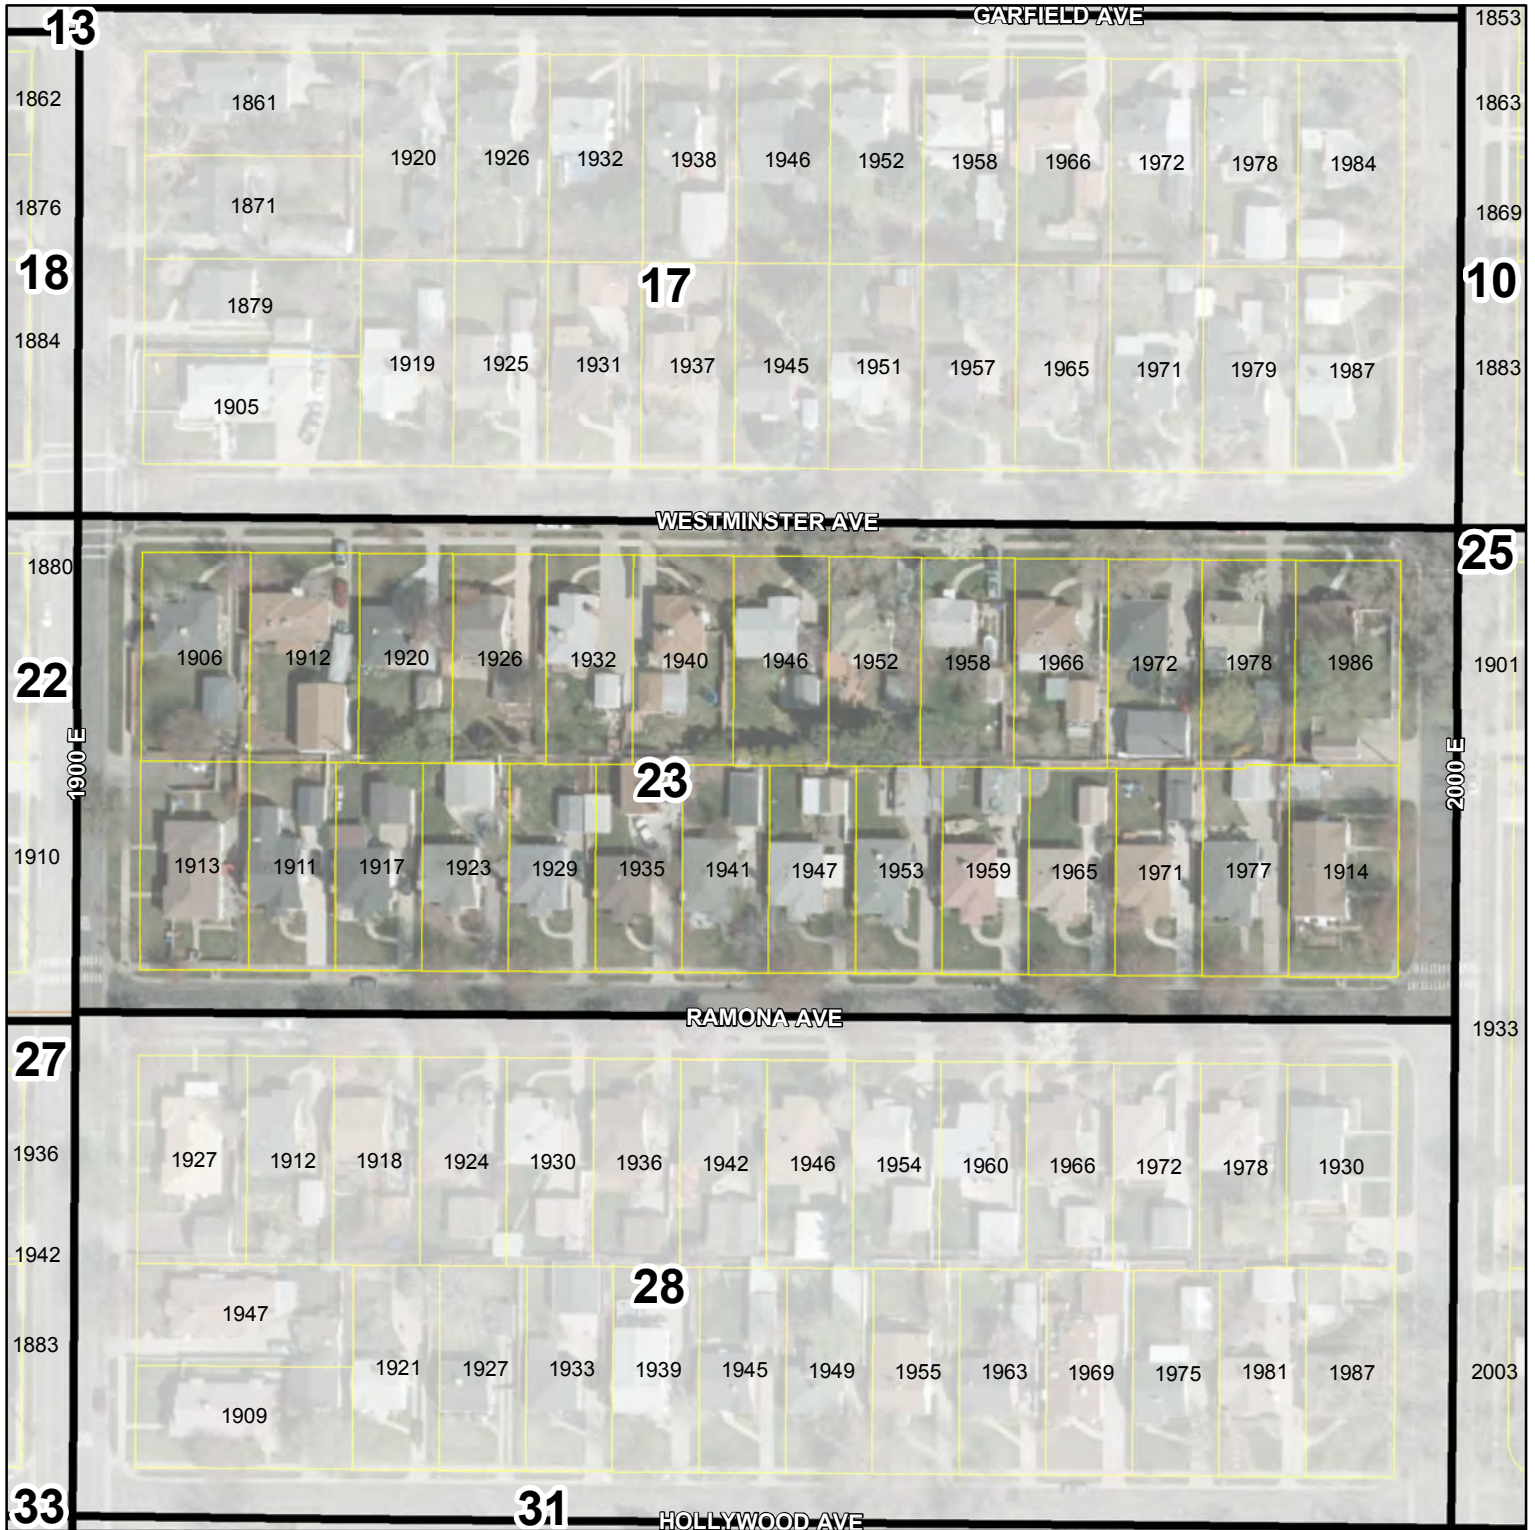 13
GARFIELD AVE
1853
1862
1861
1863
1920 1926 1932 1938 1946 1952 1958 1966 1972 1978 1984
1876
1871
1869
18
17
10
1879
1884
1919 1925 1931 1937 1945 1951 1957 1965 1971 1979 1987
1883
1905
WESTMINSTER AVE
1880
25
22
1906 1912 1920 1926 1932 1940 1946 1952 1958 1966 1972 1978 1986
1901
1900 E
23
2000 E
1910
1913 1911 1917 1923 1929 1935 1941 1947 1953 1959 1965 1971 1977 1914
RAMONA AVE
1933
27
1936
1927 1912 1918 1924 1930 1936 1942 1946 1954 1960 1966 1972 1978 1930
1942
28
1947
1883
1921 1927 1933 1939 1945 1949 1955 1963 1969 1975 1981 1987
2003
1909
33
31
HOLLYWOOD AVE